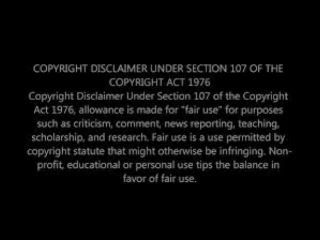 COPYRIGHT DISCLAIMER UNDER SECTION 107 OF THE
COPYRIGHT ACT 1976
Copyright Disclaimer Under Section 107 of the Copyright
Act 1976, allowance is made for "fair use" for purposes
such as criticism, comment, news reporting, teaching,
scholarship, and research. Fair use is a use permitted by
copyright statute that might otherwise be infringing. Non-
profit, educational or personal use tips the balance in
favor of fair use.